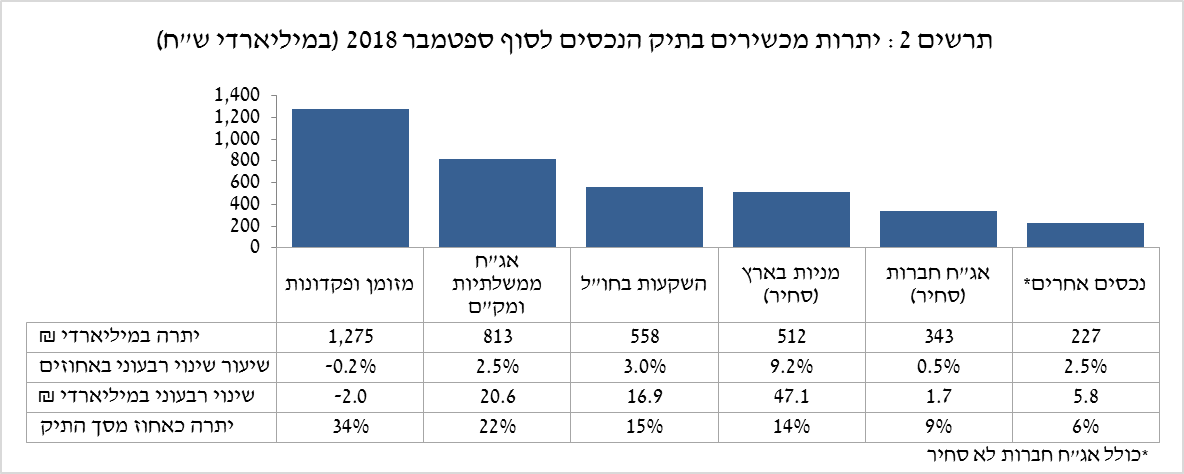 תרשים 2 : יתרות מכשירים בתיק הנכסים לסוף ספטמבר 2018 (במיליארדי ש"ח)
1,400
1,200
1,000
800
600
400
200
0
מזומן ופקדונות
אג"ח
ממשלתיות
ומק"ם
השקעות בחו"ל
מניות בארץ
(סחיר)
אג"ח חברות
(סחיר)
נכסים אחרים*
יתרה במיליארדי ₪ 1,275 813 558 512 343 227
שיעור שינוי רבעוני באחוזים -0.2% 2.5% 3.0% 9.2% 0.5% 2.5%
שינוי רבעוני במיליארדי ₪ -2.0 20.6 16.9 47.1 1.7 5.8
יתרה כאחוז מסך התיק 34% 22% 15% 14% 9% 6%
*כולל אג"ח חברות לא סחיר